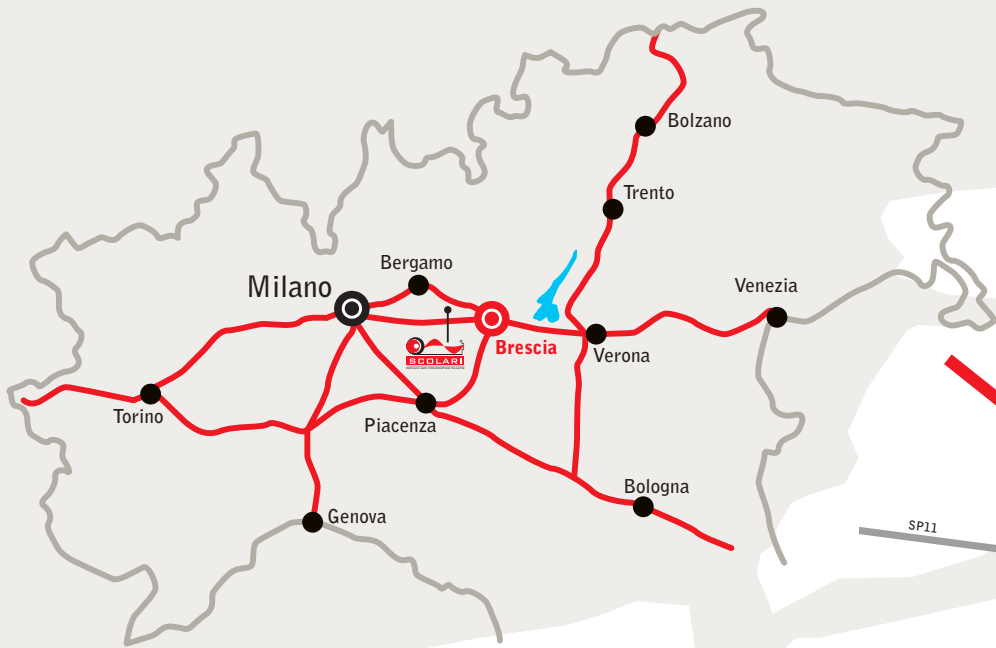 Bolzano
Trento
Bergamo
Milano
Venezia
Brescia
Verona
SCOLARI
Torino
Piacenza
Bologna
Genova
SP11